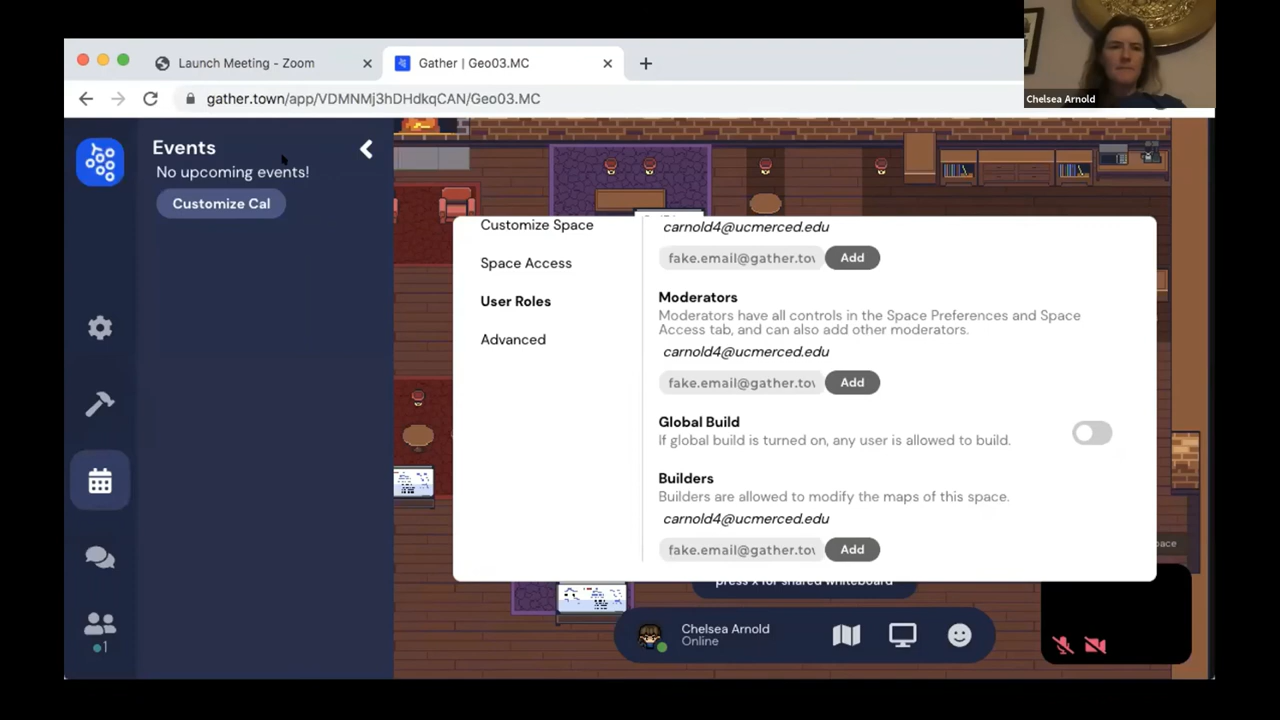 Launch Meeting - Zoom
Gather | Geo03.MC
gather.town/app/VDMNMj3hDHdkqCAN/Geo03.MC
Chelsea Arnold
Events
No upcoming events!
Customize Cal
Customize Space
Space Access
User Roles
Advanced
carnold4@ucmerced.edu
fake.email@gather.to
Add
Moderators
Moderators have all controls in the Space Preferences and Space
Access tab, and can also add other moderators.
carnold4@ucmerced.edu
fake.email@gather.to
Add
Global Build
If global build is turned on, any user is allowed to build.
Builders
Builders are allowed to modify the maps of this space.
carnold4@ucmerced.edu
fake.email@gather.to
Add
press x for shared whiteboard
Chelsea Arnold
Online
1